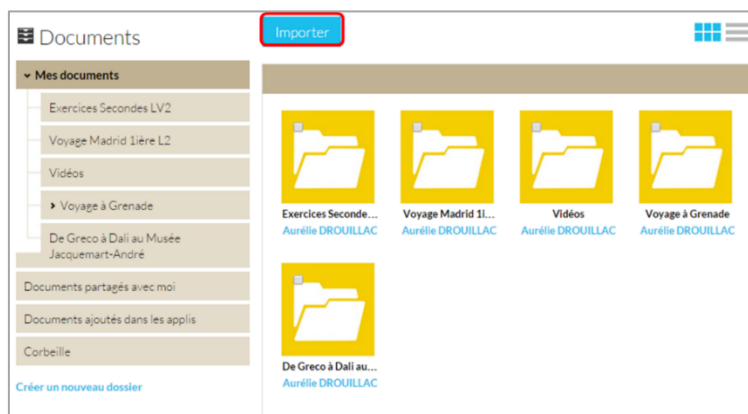 Documents
Importer
Mes documents
Exercices Secondes LV2
Voyage Madrid 1ière L2
Vidéos
Voyage à Grenade
De Greco à Dali au Musée
Jacquemart-André
Documents partagés avec moi
Documents ajoutés dans les applis
Corbeille
Créer un nouveau dossier
Exercices Seconde...
Aurélie DROUILLAC
Voyage Madrid 1i...
Aurélie DROUILLAC
Vidéos
Aurélie DROUILLAC
Voyage à Grenade
Aurélie DROUILLAC
De Greco à Dali au...
Aurélie DROUILLAC